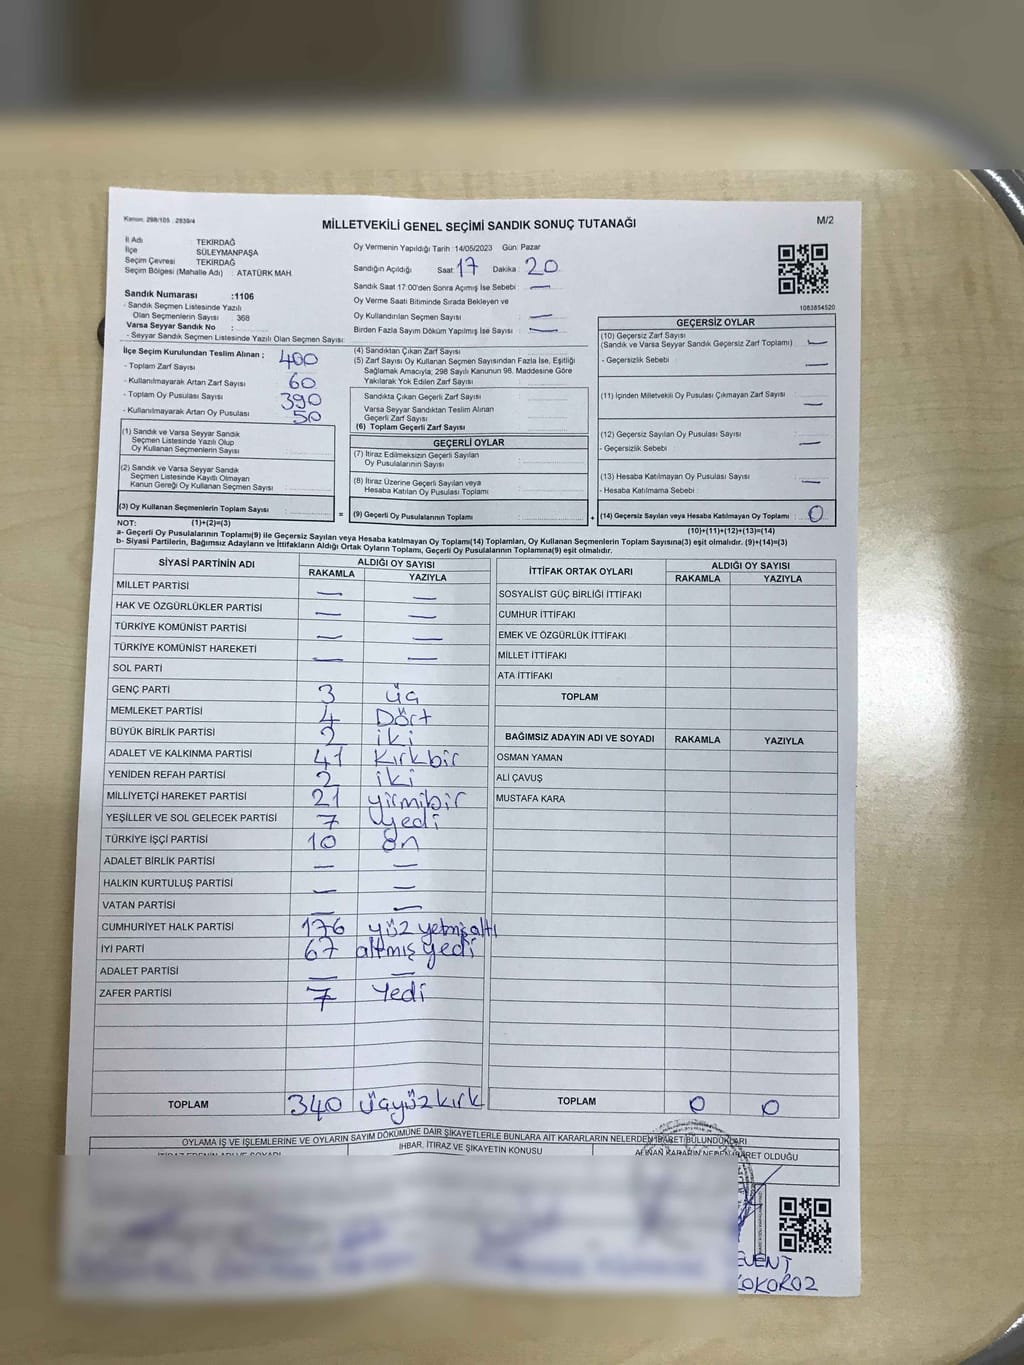 Kanun: 298/105 2839/4
MİLLETVEKİLİ GENEL SEÇİMİ SANDIK SONUÇ TUTANAĞI
M/2
İl Adı TEKİRDAĞ
İlçe SÜLEYMANPAŞA
Seçim Çevresi TEKİRDAĞ
Seçim Bölgesi (Mahalle Adı) : ATATÜRK MAH.
Sandık Numarası :1106
- Sandık Seçmen Listesinde Yazılı
Olan Seçmenlerin Sayısı : 368
Varsa Seyyar Sandık No :
- Seyyar Sandık Seçmen Listesinde Yazılı Olan Seçmen Sayısı:
Oy Vermenin Yapıldığı Tarih :14/05/2023 Gün: Pazar
Sandığın Açıldığı Saat: 17 Dakika : 20
Sandık Saat 17:00'den Sonra Açımış İse Sebebi : —
Oy Verme Saati Bitiminde Sırada Bekleyen ve
Oy Kullandırılan Seçmen Sayısı : —
Birden Fazla Sayım Döküm Yapılmış İse Sayısı : —
1083854520
İlçe Seçim Kurulundan Teslim Alınan ;
- Toplam Zarf Sayısı 400
- Kullanılmayarak Artan Zarf Sayısı 60
- Toplam Oy Pusulası Sayısı 390
- Kullanılmayarak Artan Oy Pusulası 50
(1) Sandık ve Varsa Seyyar Sandık
Seçmen Listesinde Yazılı Olup
Oy Kullanan Seçmenlerin Sayısı :
(2) Sandık ve Varsa Seyyar Sandık
Seçmen Listesinde Kayıtlı Olmayan
Kanun Gereği Oy Kullanan Seçmen Sayısı :
(3) Oy Kullanan Seçmenlerin Toplam Sayısı :
(4) Sandıktan Çıkan Zarf Sayısı :
(5) Zarf Sayısı Oy Kullanan Seçmen Sayısından Fazla İse, Eşitliği
Sağlamak Amacıyla; 298 Sayılı Kanunun 98. Maddesine Göre
Yakılarak Yok Edilen Zarf Sayısı :
Sandıkta Çıkan Geçerli Zarf Sayısı :
Varsa Seyyar Sandıktan Teslim Alınan
Geçerli Zarf Sayısı :
(6) Toplam Geçerli Zarf Sayısı :
GEÇERLİ OYLAR
(7) İtiraz Edilmeksizin Geçerli Sayılan
Oy Pusulalarının Sayısı :
(8) İtiraz Üzerine Geçerli Sayılan veya
Hesaba Katılan Oy Pusulası Toplamı :
= (9) Geçerli Oy Pusulalarının Toplamı :
GEÇERSİZ OYLAR
(10) Geçersiz Zarf Sayısı
(Sandık ve Varsa Seyyar Sandık Geçersiz Zarf Toplamı) : —
- Geçersizlik Sebebi : —
(11) İçinden Milletvekili Oy Pusulası Çıkmayan Zarf Sayısı : —
(12) Geçersiz Sayılan Oy Pusulası Sayısı :
- Geçersizlik Sebebi : —
(13) Hesaba Katılmayan Oy Pusulası Sayısı : —
- Hesaba Katılmama Sebebi :
+ (14) Geçersiz Sayılan veya Hesaba Katılmayan Oy Toplamı : 0
NOT: (1)+(2)=(3)
(10)+(11)+(12)+(13)=(14)
a- Geçerli Oy Pusulaları Toplamı(9) ile Geçersiz Sayılan veya Hesaba Katılmayan Oy Toplamı(14) Toplamları, Oy Kullanan Seçmenlerin Toplam Sayısına(3) eşit olmalıdır. (9)+(14)=(3)
b- Siyasi Partilerin, Bağımsız Adayların ve İttifakların Aldığı Ortak Oyların Toplamı, Geçerli Oy Pusulalarının Toplamına(9) eşit olmalıdır.
SİYASİ PARTİNİN ADI ALDIĞI OY SAYISI
RAKAMLA YAZIYLA
MİLLET PARTİSİ — —
HAK VE ÖZGÜRLÜKLER PARTİSİ — —
TÜRKİYE KOMÜNİST PARTİSİ — —
TÜRKİYE KOMÜNİST HAREKETİ — —
SOL PARTİ
GENÇ PARTİ 3 üç
MEMLEKET PARTİSİ 4 Dört
BÜYÜK BİRLİK PARTİSİ 2 iki
ADALET VE KALKINMA PARTİSİ 41 Kırkbir
YENİDEN REFAH PARTİSİ 2 iki
MİLLİYETÇİ HAREKET PARTİSİ 21 yirmibir
YEŞİLLER VE SOL GELECEK PARTİSİ 7 yedi
TÜRKİYE İŞÇİ PARTİSİ 10 on
ADALET BİRLİK PARTİSİ — —
HALKIN KURTULUŞ PARTİSİ — —
VATAN PARTİSİ — —
CUMHURİYET HALK PARTİSİ 176 yüz yetmişaltı
İYİ PARTİ 67 altmış yedi
ADALET PARTİSİ — —
ZAFER PARTİSİ 7 Yedi
TOPLAM 340 üçyüzkırk
İTTİFAK ORTAK OYLARI ALDIĞI OY SAYISI
RAKAMLA YAZIYLA
SOSYALİST GÜÇ BİRLİĞİ İTTİFAKI
CUMHUR İTTİFAKI
EMEK VE ÖZGÜRLÜK İTTİFAKI
MİLLET İTTİFAKI
ATA İTTİFAKI
TOPLAM
BAĞIMSIZ ADAYIN ADI VE SOYADI RAKAMLA YAZIYLA
OSMAN YAMAN
ALİ ÇAVUŞ
MUSTAFA KARA
TOPLAM 0 0
OYLAMA İŞ VE İŞLEMLERİNE VE OYLARIN SAYIM DÖKÜMÜNE DAİR ŞİKAYETLERLE BUNLARA AİT KARARLARIN NELERDEN İBARET BULUNDUKLARI
İHBAR, İTİRAZ VE ŞİKAYETİN KONUSU
ALINAN KARARIN NEDEN İBARET OLDUĞU